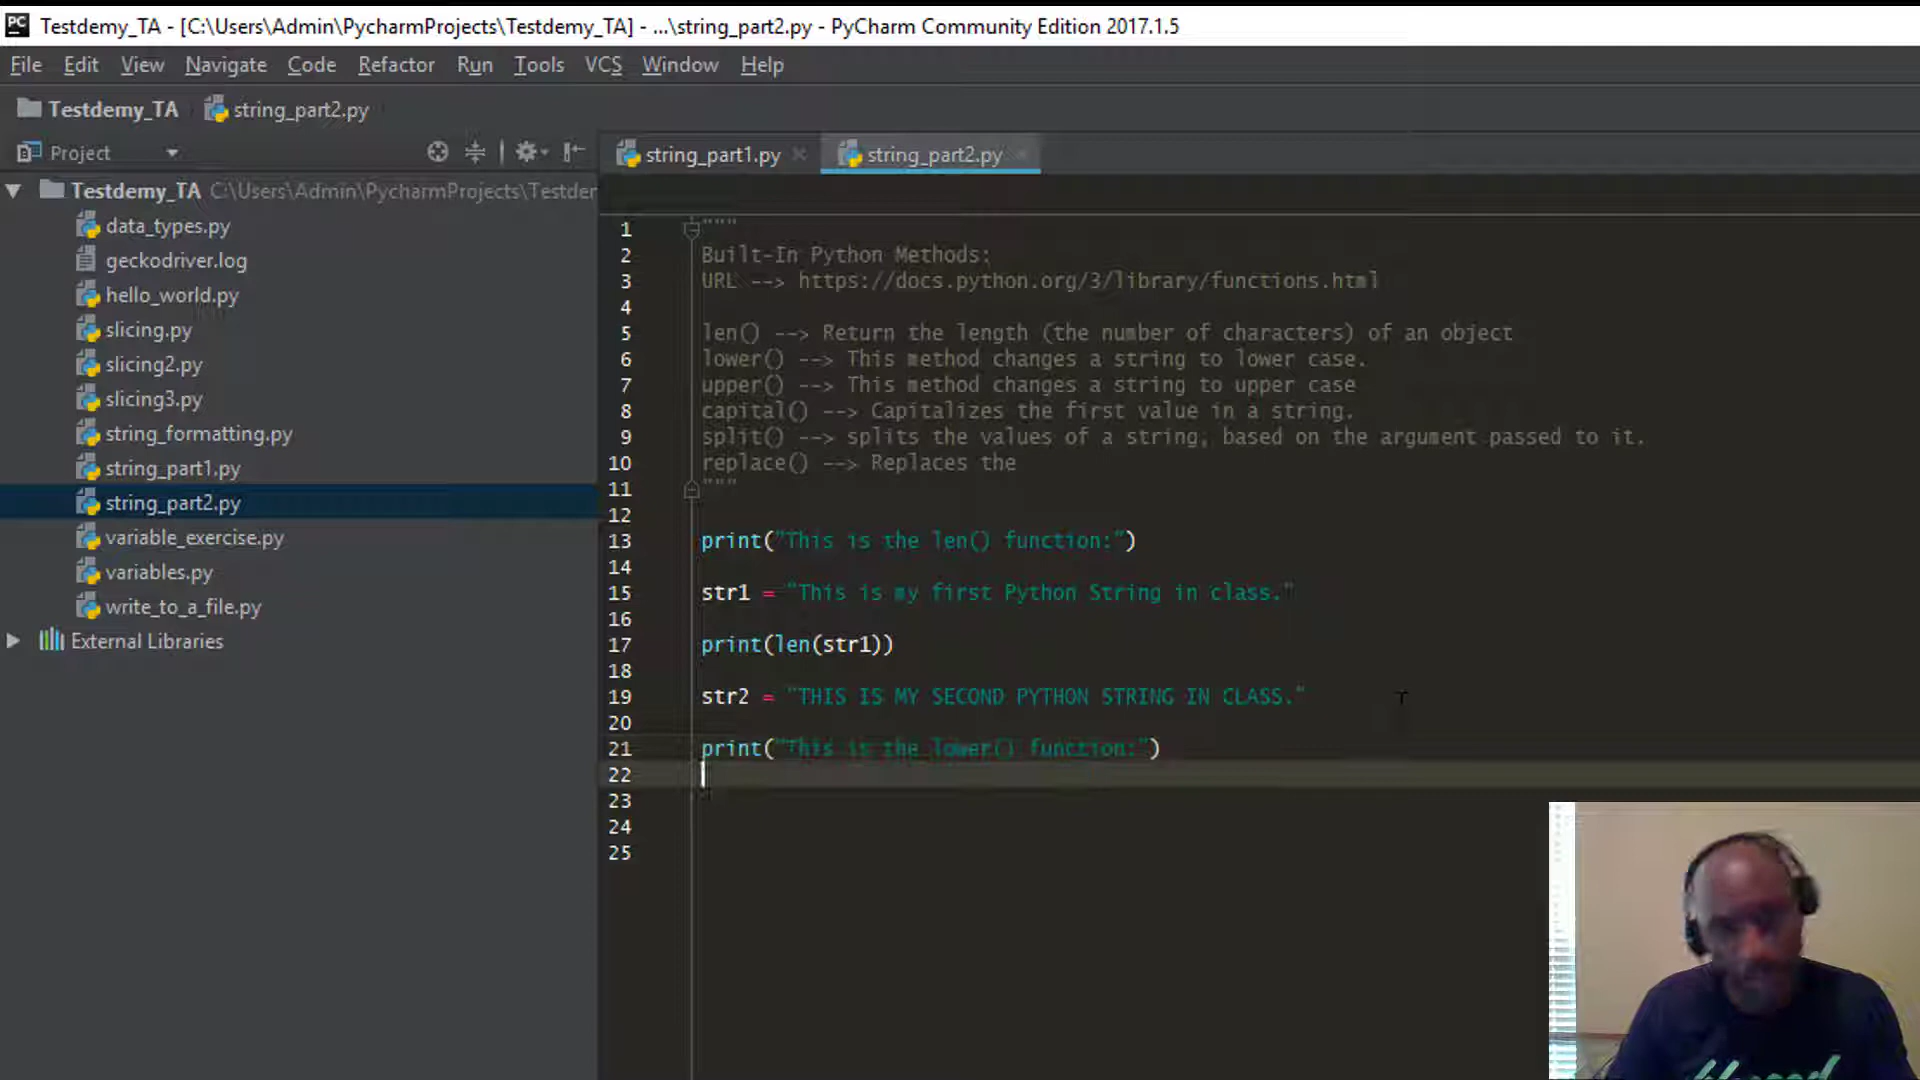 PC Testdemy_TA - [C:\Users\Admin\PycharmProjects\Testdemy_TA] - ...\string_part2.py - PyCharm Community Edition 2017.1.5
File Edit View Navigate Code Refactor Run Tools VCS Window Help
Testdemy_TA string_part2.py
Project
string_part1.py string_part2.py
Testdemy_TA C:\Users\Admin\PycharmProjects\Testder
data_types.py
geckodriver.log
hello_world.py
slicing.py
slicing2.py
slicing3.py
string_formatting.py
string_part1.py
string_part2.py
variable_exercise.py
variables.py
write_to_a_file.py
External Libraries
1 """
2 Built-In Python Methods:
3 URL --> https://docs.python.org/3/library/functions.html
4
5 len() --> Return the length (the number of characters) of an object
6 lower() --> This method changes a string to lower case.
7 upper() --> This method changes a string to upper case
8 capital() --> Capitalizes the first value in a string.
9 split() --> splits the values of a string, based on the argument passed to it.
10 replace() --> Replaces the
11 """
12
13 print("This is the len() function:")
14
15 str1 = "This is my first Python String in class."
16
17 print(len(str1))
18
19 str2 = "THIS IS MY SECOND PYTHON STRING IN CLASS."
20
21 print("This is the lower() function:")
22
23
24
25